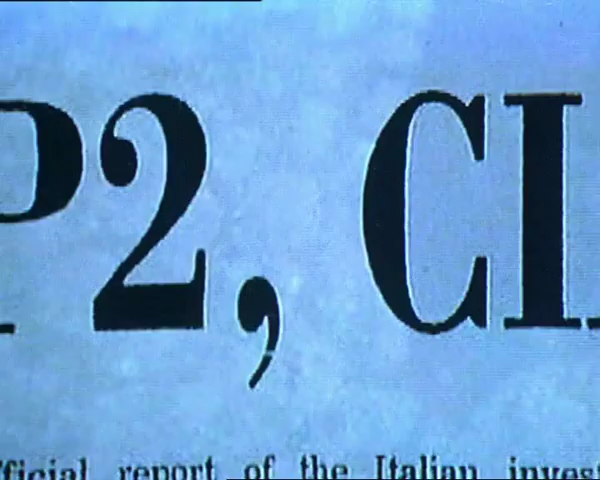 P2, CI
fficial report of the Italian invest